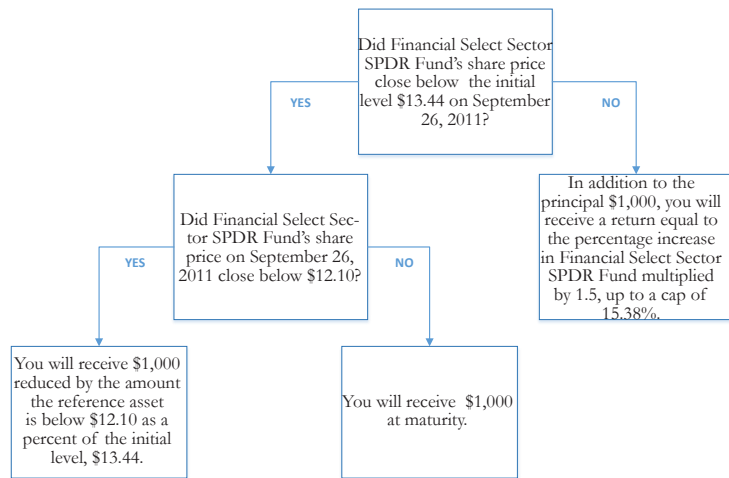 Did Financial Select Sector
SPDR Fund's share price
close below the initial
level $13.44 on September
26, 2011?
YES
NO
Did Financial Select Sec-
tor SPDR Fund's share
price on September 26,
2011 close below $12.10?
In addition to the
principal $1,000, you will
receive a return equal to
the percentage increase
in Financial Select Sector
SPDR Fund multiplied
by 1.5, up to a cap of
15.38%.
YES
NO
You will receive $1,000
reduced by the amount
the reference asset
is below $12.10 as a
percent of the initial
level, $13.44.
You will receive $1,000
at maturity.